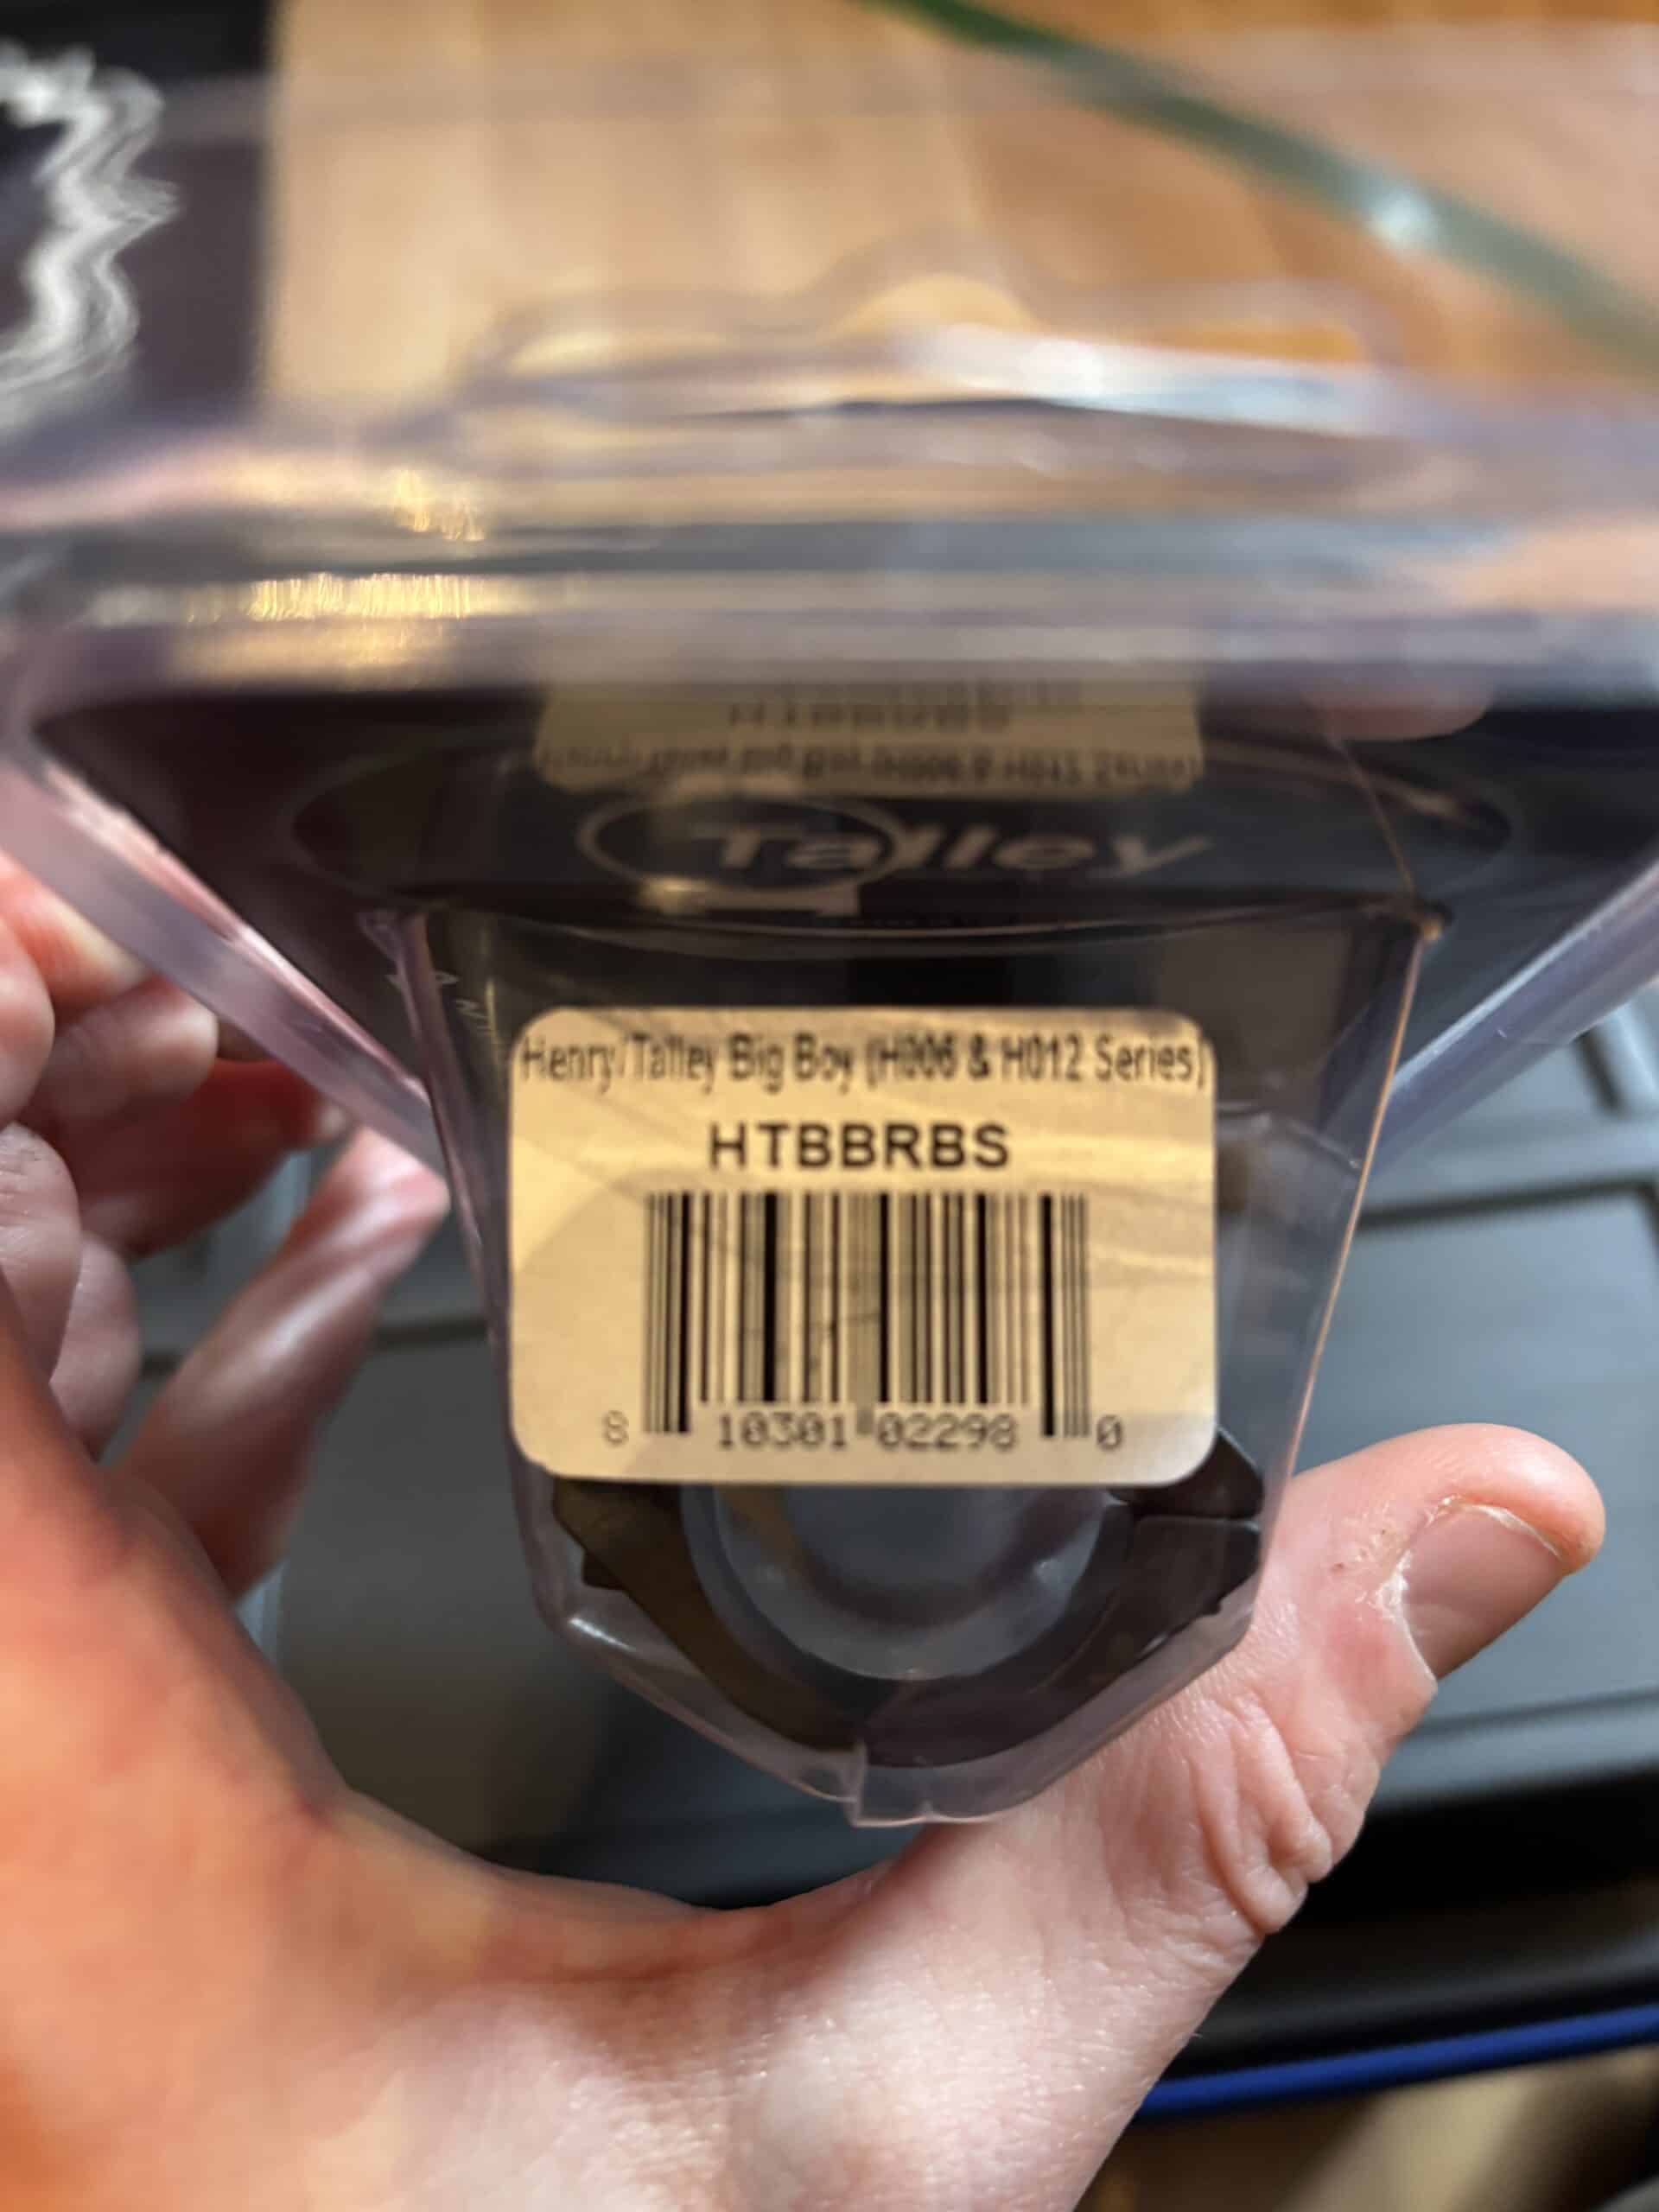 Talley
Henry/Talley Big Boy (H006 & H012 Series)
HTBBRBS
8 10301 02298 0